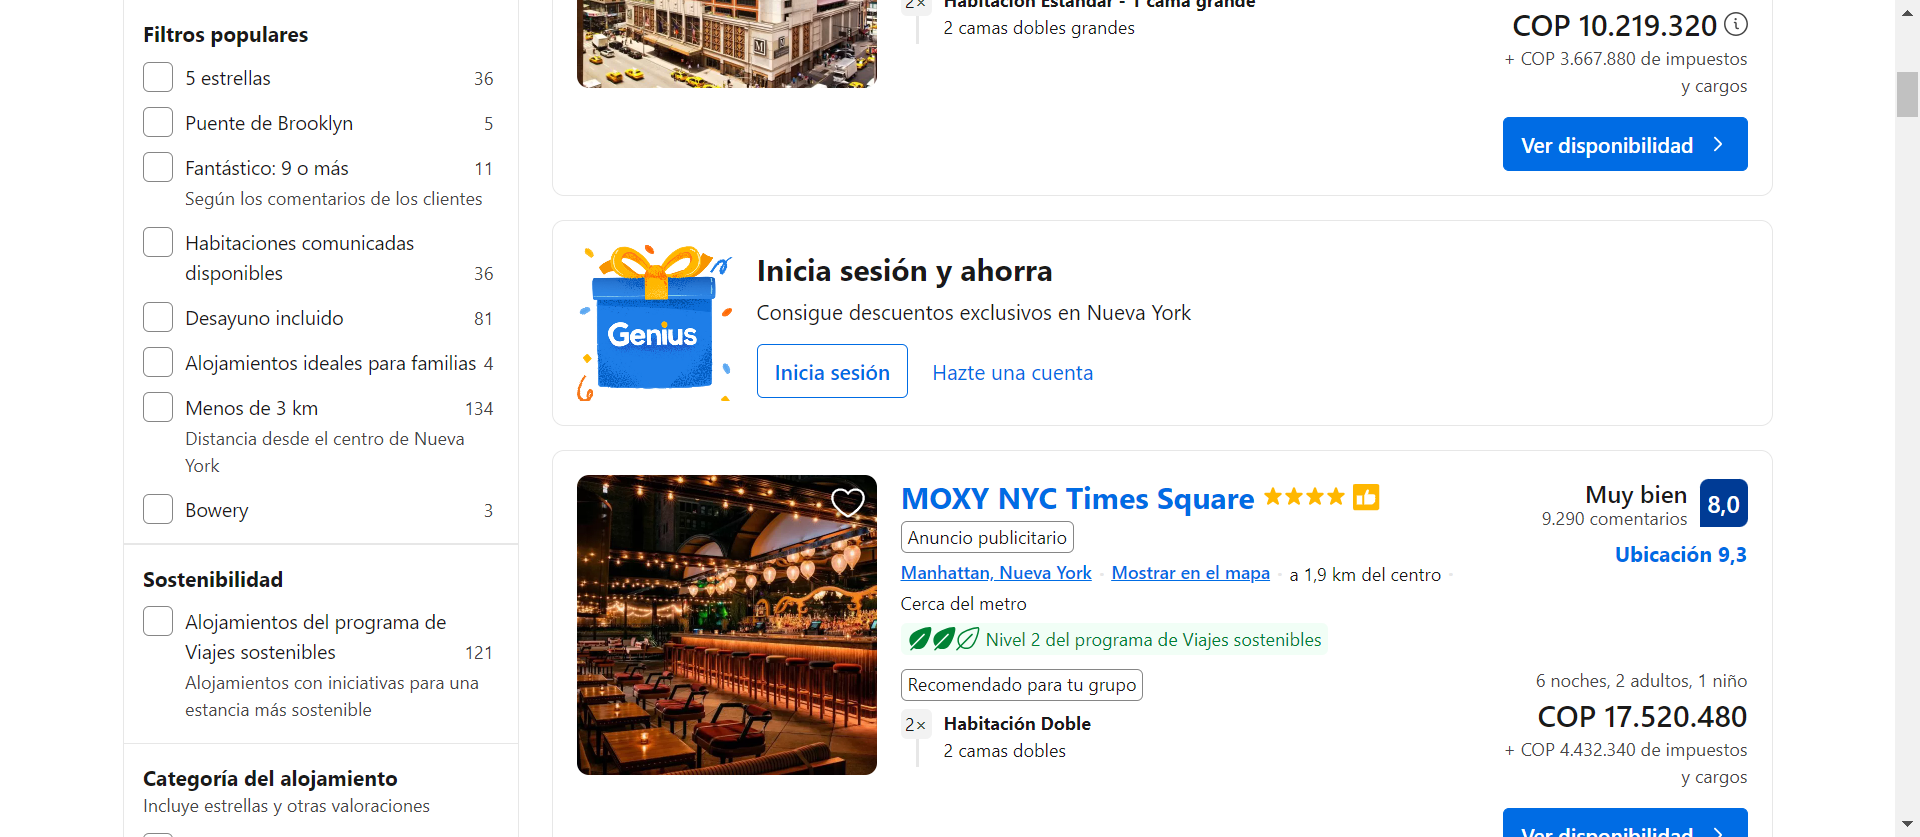 Filtros populares
5 estrellas 36
Puente de Brooklyn 5
Fantástico: 9 o más 11
Según los comentarios de los clientes
Habitaciones comunicadas
disponibles 36
Desayuno incluido 81
Alojamientos ideales para familias 4
Menos de 3 km 134
Distancia desde el centro de Nueva
York
Bowery 3
Sostenibilidad
Alojamientos del programa de
Viajes sostenibles 121
Alojamientos con iniciativas para una
estancia más sostenible
Categoría del alojamiento
Incluye estrellas y otras valoraciones
2× Habitación Estándar - 1 cama grande
2 camas dobles grandes
COP 10.219.320
+ COP 3.667.880 de impuestos
y cargos
Ver disponibilidad
Genius
Inicia sesión y ahorra
Consigue descuentos exclusivos en Nueva York
Inicia sesión Hazte una cuenta
MOXY NYC Times Square
Anuncio publicitario
Manhattan, Nueva York Mostrar en el mapa a 1,9 km del centro
Cerca del metro
Nivel 2 del programa de Viajes sostenibles
Recomendado para tu grupo
2× Habitación Doble
2 camas dobles
Muy bien 8,0
9.290 comentarios
Ubicación 9,3
6 noches, 2 adultos, 1 niño
COP 17.520.480
+ COP 4.432.340 de impuestos
y cargos
Ver disponibilidad